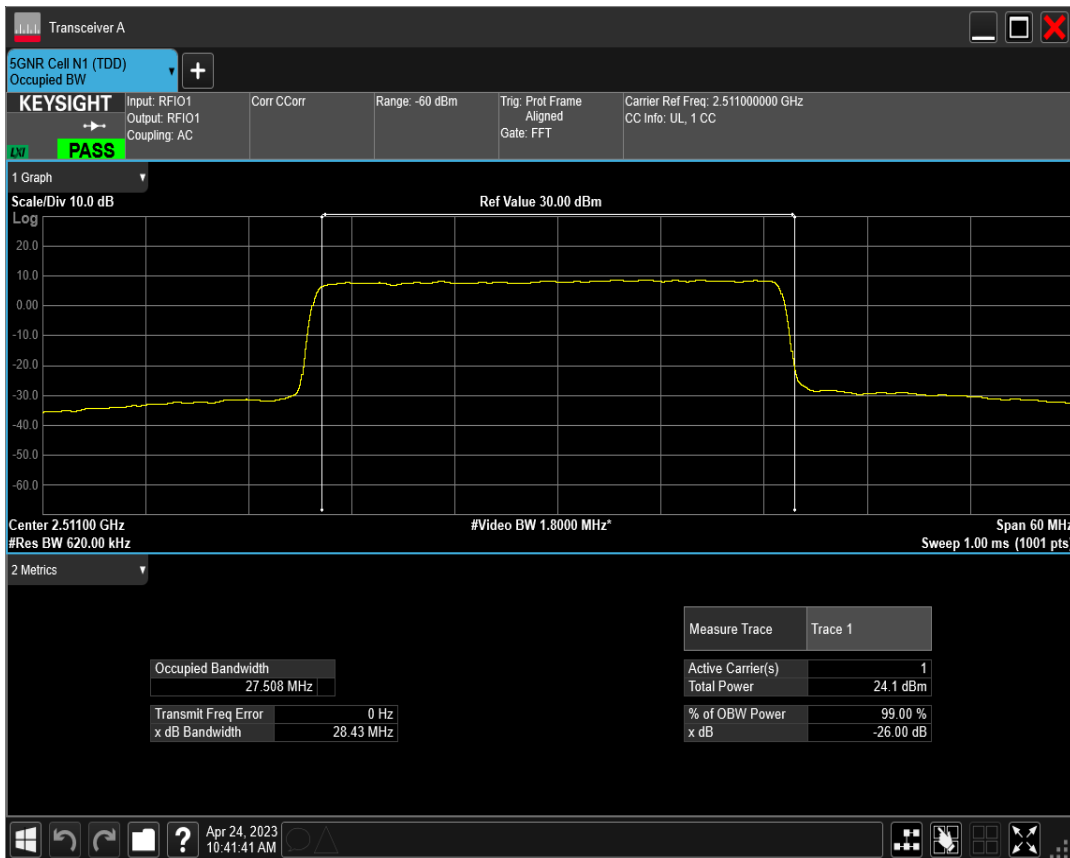 Transceiver A
5GNR Cell N1 (TDD)
Occupied BW
+
KEYSIGHT
LXI
PASS
Input: RFIO1
Output: RFIO1
Coupling: AC
Corr CCorr
Range: -60 dBm
Trig: Prot Frame
Aligned
Gate: FFT
Carrier Ref Freq: 2.511000000 GHz
CC Info: UL, 1 CC
1 Graph
Scale/Div 10.0 dB
Ref Value 30.00 dBm
Log
20.0
10.0
0.00
-10.0
-20.0
-30.0
-40.0
-50.0
-60.0
Center 2.51100 GHz
#Video BW 1.8000 MHz*
Span 60 MHz
#Res BW 620.00 kHz
Sweep 1.00 ms (1001 pts)
2 Metrics
Measure Trace Trace 1
Occupied Bandwidth
27.508 MHz
Active Carrier(s) 1
Total Power 24.1 dBm
Transmit Freq Error 0 Hz
x dB Bandwidth 28.43 MHz
% of OBW Power 99.00 %
x dB -26.00 dB
?
Apr 24, 2023
10:41:41 AM